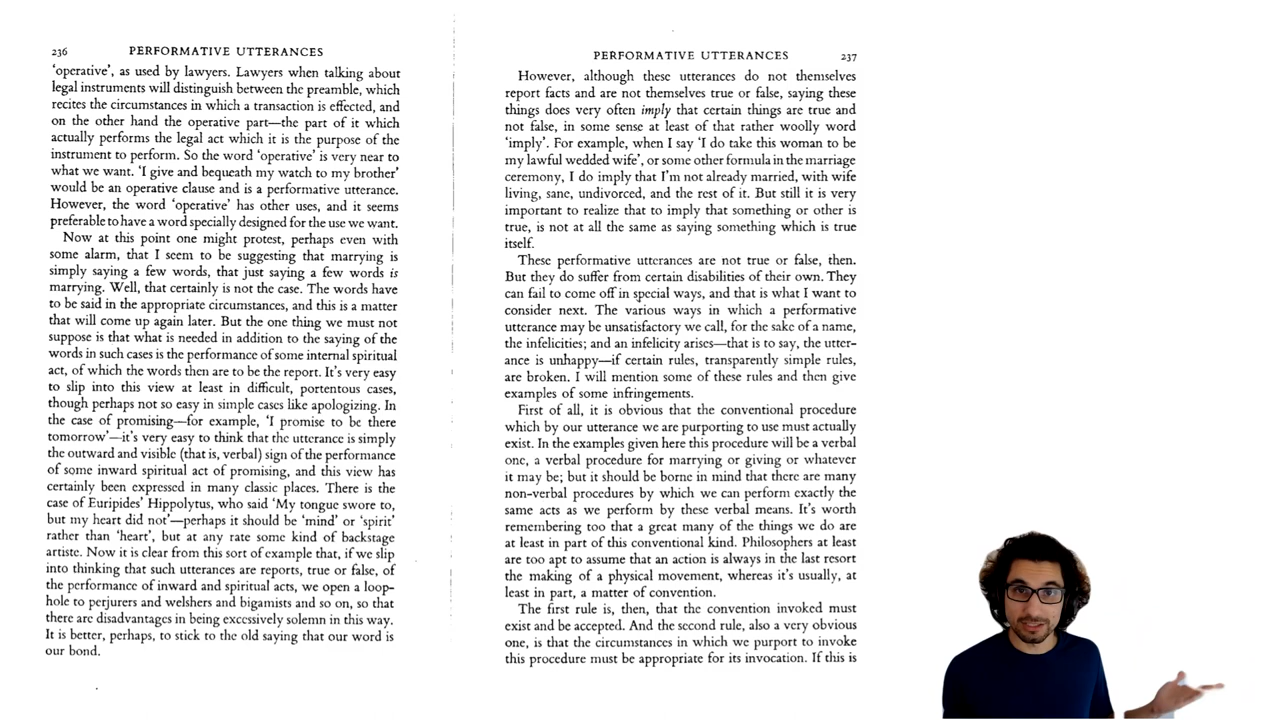 236 PERFORMATIVE UTTERANCES
'operative', as used by lawyers. Lawyers when talking about
legal instruments will distinguish between the preamble, which
recites the circumstances in which a transaction is effected, and
on the other hand the operative part—the part of it which
actually performs the legal act which it is the purpose of the
instrument to perform. So the word 'operative' is very near to
what we want. 'I give and bequeath my watch to my brother'
would be an operative clause and is a performative utterance.
However, the word 'operative' has other uses, and it seems
preferable to have a word specially designed for the use we want.
Now at this point one might protest, perhaps even with
some alarm, that I seem to be suggesting that marrying is
simply saying a few words, that just saying a few words is
marrying. Well, that certainly is not the case. The words have
to be said in the appropriate circumstances, and this is a matter
that will come up again later. But the one thing we must not
suppose is that what is needed in addition to the saying of the
words in such cases is the performance of some internal spiritual
act, of which the words then are to be the report. It's very easy
to slip into this view at least in difficult, portentous cases,
though perhaps not so easy in simple cases like apologizing. In
the case of promising—for example, 'I promise to be there
tomorrow'—it's very easy to think that the utterance is simply
the outward and visible (that is, verbal) sign of the performance
of some inward spiritual act of promising, and this view has
certainly been expressed in many classic places. There is the
case of Euripides' Hippolytus, who said 'My tongue swore to,
but my heart did not'—perhaps it should be 'mind' or 'spirit'
rather than 'heart', but at any rate some kind of backstage
artiste. Now it is clear from this sort of example that, if we slip
into thinking that such utterances are reports, true or false, of
the performance of inward and spiritual acts, we open a loop-
hole to perjurers and welshers and bigamists and so on, so that
there are disadvantages in being excessively solemn in this way.
It is better, perhaps, to stick to the old saying that our word is
our bond.
PERFORMATIVE UTTERANCES 237
However, although these utterances do not themselves
report facts and are not themselves true or false, saying these
things does very often imply that certain things are true and
not false, in some sense at least of that rather woolly word
'imply'. For example, when I say 'I do take this woman to be
my lawful wedded wife', or some other formula in the marriage
ceremony, I do imply that I'm not already married, with wife
living, sane, undivorced, and the rest of it. But still it is very
important to realize that to imply that something or other is
true, is not at all the same as saying something which is true
itself.
These performative utterances are not true or false, then.
But they do suffer from certain disabilities of their own. They
can fail to come off in special ways, and that is what I want to
consider next. The various ways in which a performative
utterance may be unsatisfactory we call, for the sake of a name,
the infelicities; and an infelicity arises—that is to say, the utter-
ance is unhappy—if certain rules, transparently simple rules,
are broken. I will mention some of these rules and then give
examples of some infringements.
First of all, it is obvious that the conventional procedure
which by our utterance we are purporting to use must actually
exist. In the examples given here this procedure will be a verbal
one, a verbal procedure for marrying or giving or whatever
it may be; but it should be borne in mind that there are many
non-verbal procedures by which we can perform exactly the
same acts as we perform by these verbal means. It's worth
remembering too that a great many of the things we do are
at least in part of this conventional kind. Philosophers at least
are too apt to assume that an action is always in the last resort
the making of a physical movement, whereas it's usually, at
least in part, a matter of convention.
The first rule is, then, that the convention invoked must
exist and be accepted. And the second rule, also a very obvious
one, is that the circumstances in which we purport to invoke
this procedure must be appropriate for its invocation. If this is